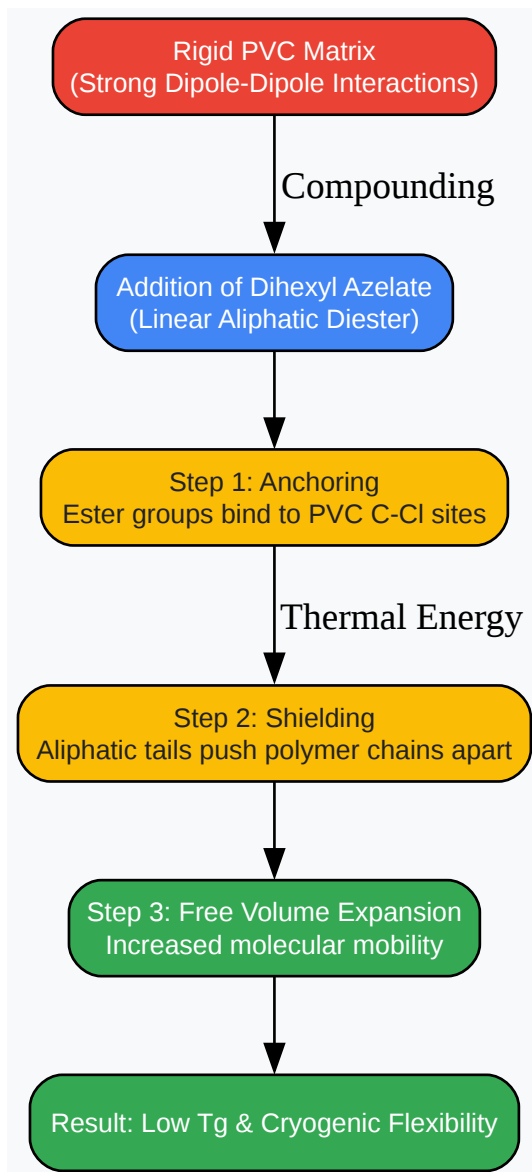 Rigid PVC Matrix
(Strong Dipole-Dipole Interactions)
Compounding
Addition of Dihexyl Azelate
(Linear Aliphatic Diester)
Step 1: Anchoring
Ester groups bind to PVC C-Cl sites
Thermal Energy
Step 2: Shielding
Aliphatic tails push polymer chains apart
Step 3: Free Volume Expansion
Increased molecular mobility
Result: Low Tg & Cryogenic Flexibility